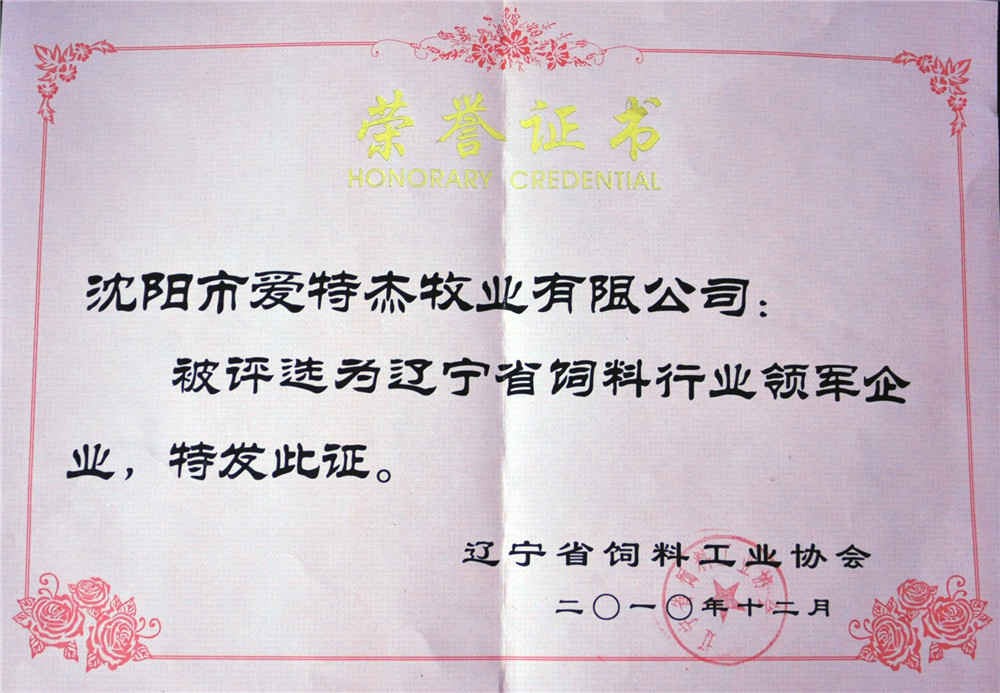 荣誉证书
HONORARY CREDENTIAL
沈阳市爱特杰牧业有限公司：
被评选为辽宁省饲料行业领军企
业，特发此证。
辽宁省饲料工业协会
二〇一〇年十二月